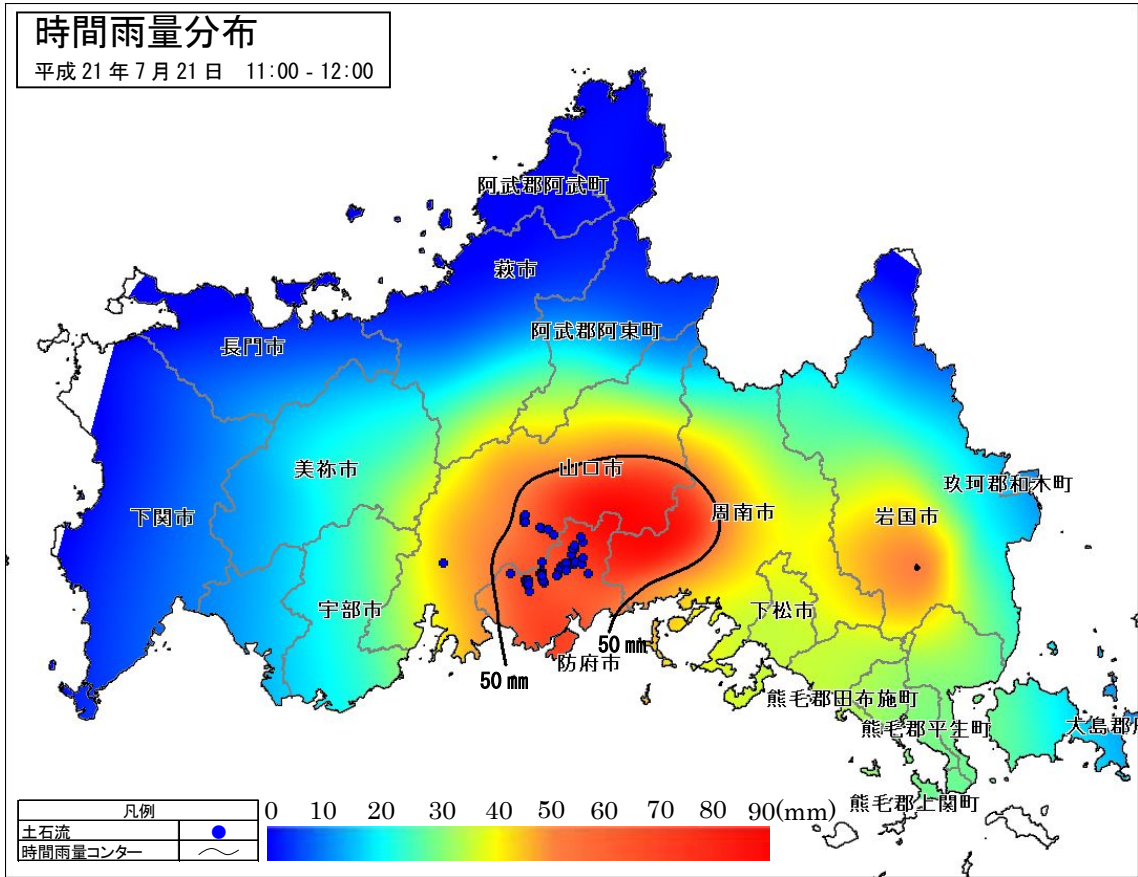 時間雨量分布
平成21年7月21日 11:00 - 12:00
阿武郡阿武町
萩市
阿武郡阿東町
長門市
美祢市
山口市
玖珂郡和木町
下関市
周南市
岩国市
宇部市
下松市
50 mm
防府市
50 mm
熊毛郡田布施町
熊毛郡平生町
大島郡
熊毛郡上関町
凡例
土石流
時間雨量コンター
0 10 20 30 40 50 60 70 80 90(mm)